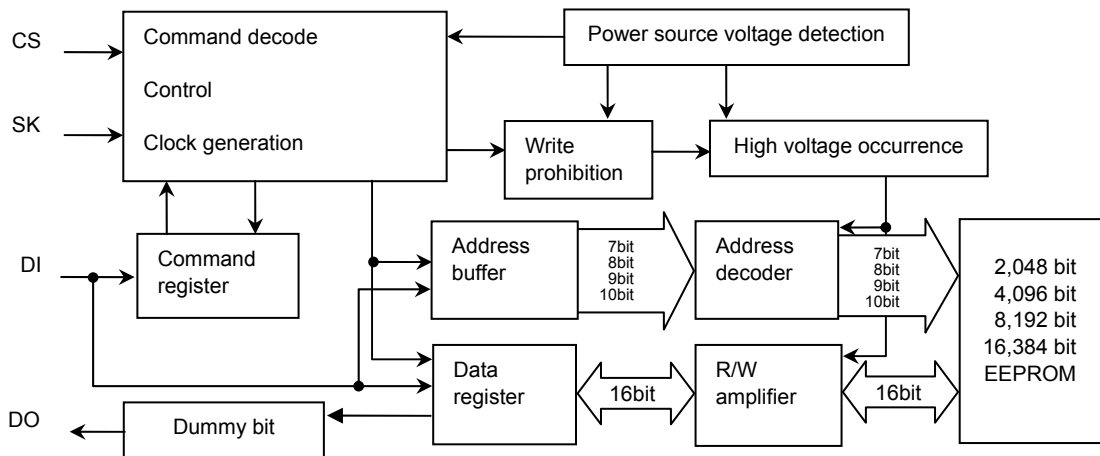 CS
SK
DI
DO
Command decode
Control
Clock generation
Power source voltage detection
Write
prohibition
High voltage occurrence
Command
register
Address
buffer
7bit
8bit
9bit
10bit
Address
decoder
7bit
8bit
9bit
10bit
2,048 bit
4,096 bit
8,192 bit
16,384 bit
EEPROM
Data
register
16bit
R/W
amplifier
16bit
Dummy bit